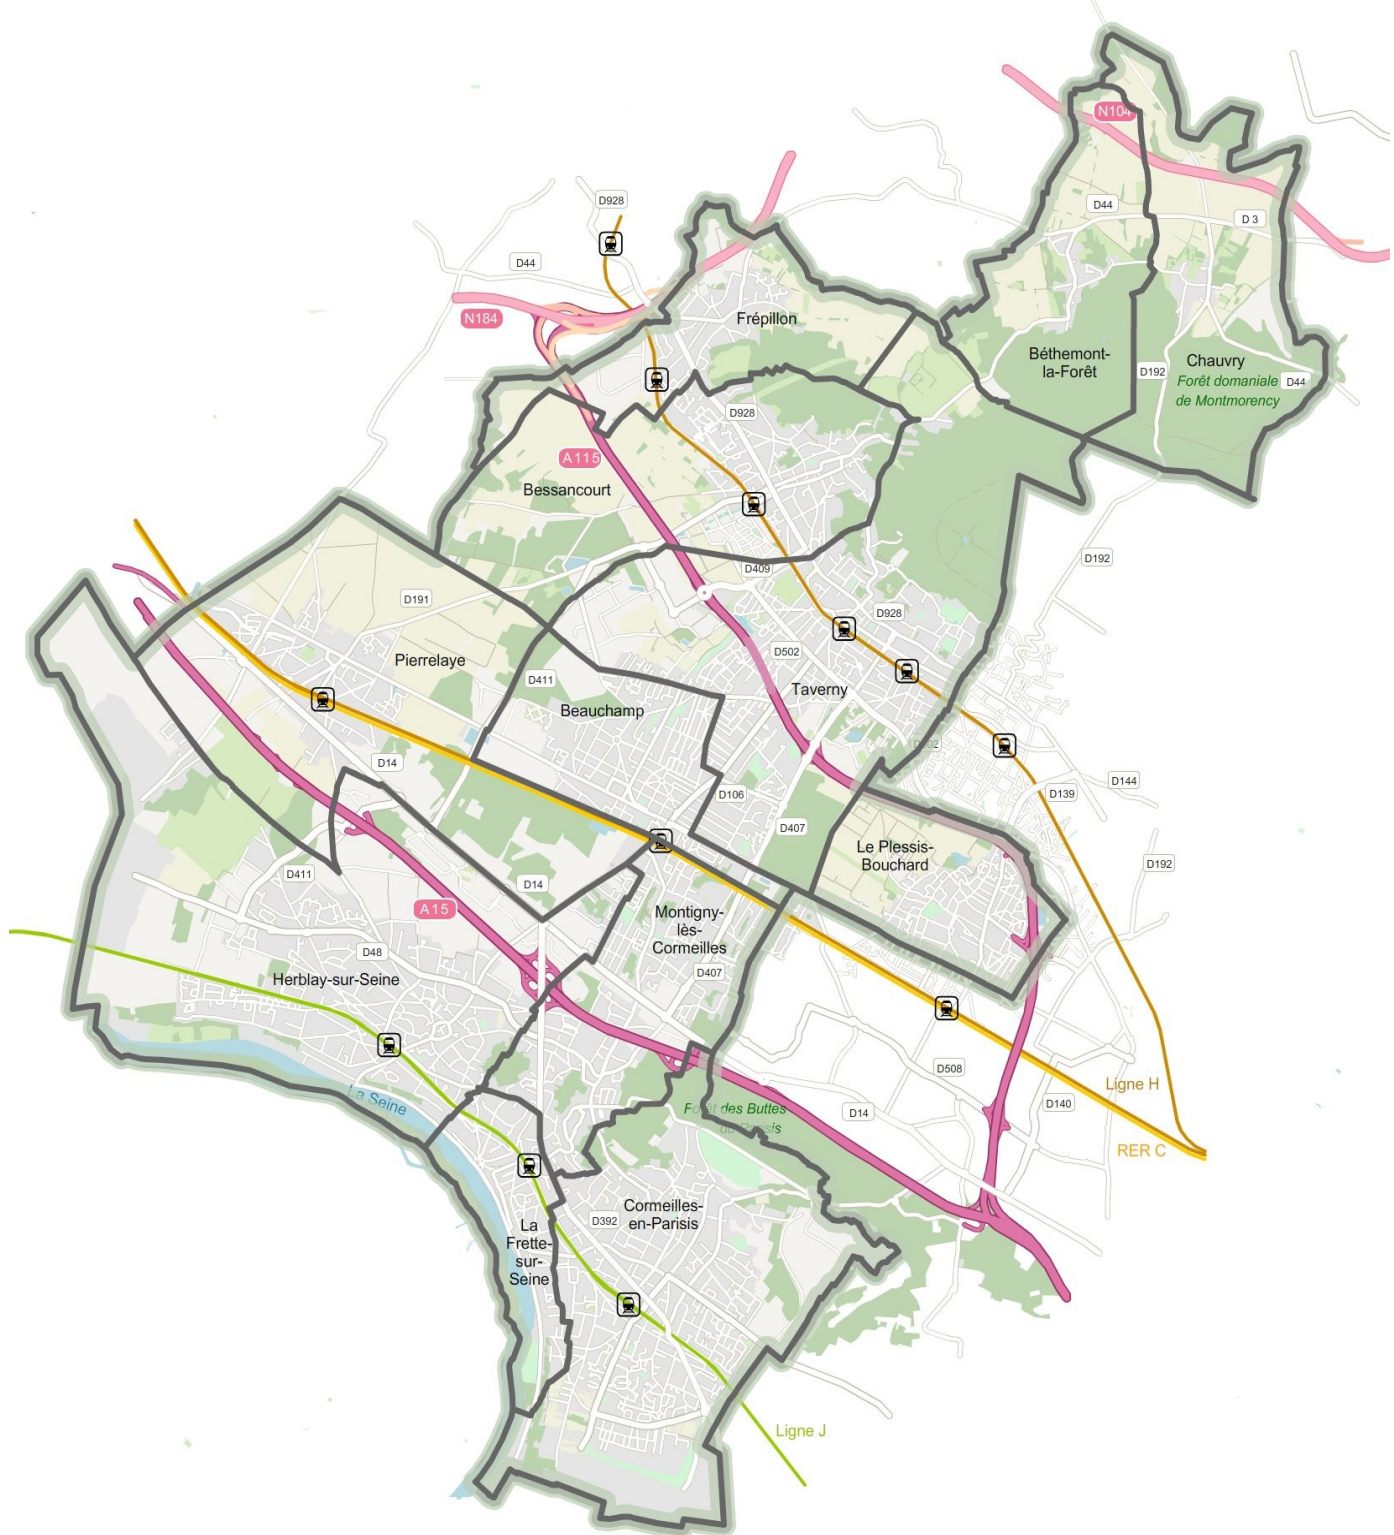 N104
D928
D44
D 3
D44
N184
Frépillon
Béthemont-
la-Forêt
Chauvry
D192
Forêt domaniale
de Montmorency
D44
D928
A115
Bessancourt
D192
D409
D191
D928
D502
Pierrelaye
D411
Taverny
Beauchamp
D14
D144
D106
D139
D407
Le Plessis-
Bouchard
D192
D411
D14
A15
Montigny-
lès-
Cormeilles
D48
D407
Herblay-sur-Seine
D508
Ligne H
La Seine
D140
Forêt des Buttes
du Parisis
D14
RER C
Cormeilles-
en-Parisis
D392
La
Frette-
sur-
Seine
Ligne J